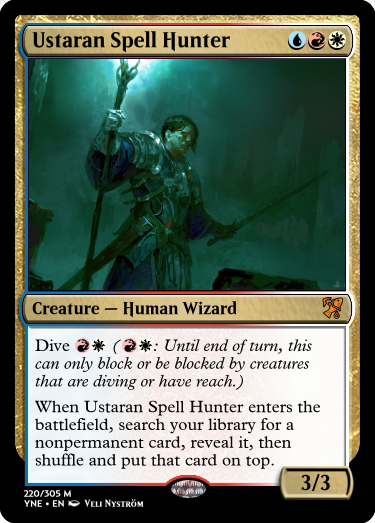 Ustaran Spell Hunter
Creature — Human Wizard
Dive (: Until end of turn, this
can only block or be blocked by creatures
that are diving or have reach.)
When Ustaran Spell Hunter enters the
battlefield, search your library for a
nonpermanent card, reveal it, then
shuffle and put that card on top.
3/3
220/305 M
YNE • EN Veli Nyström